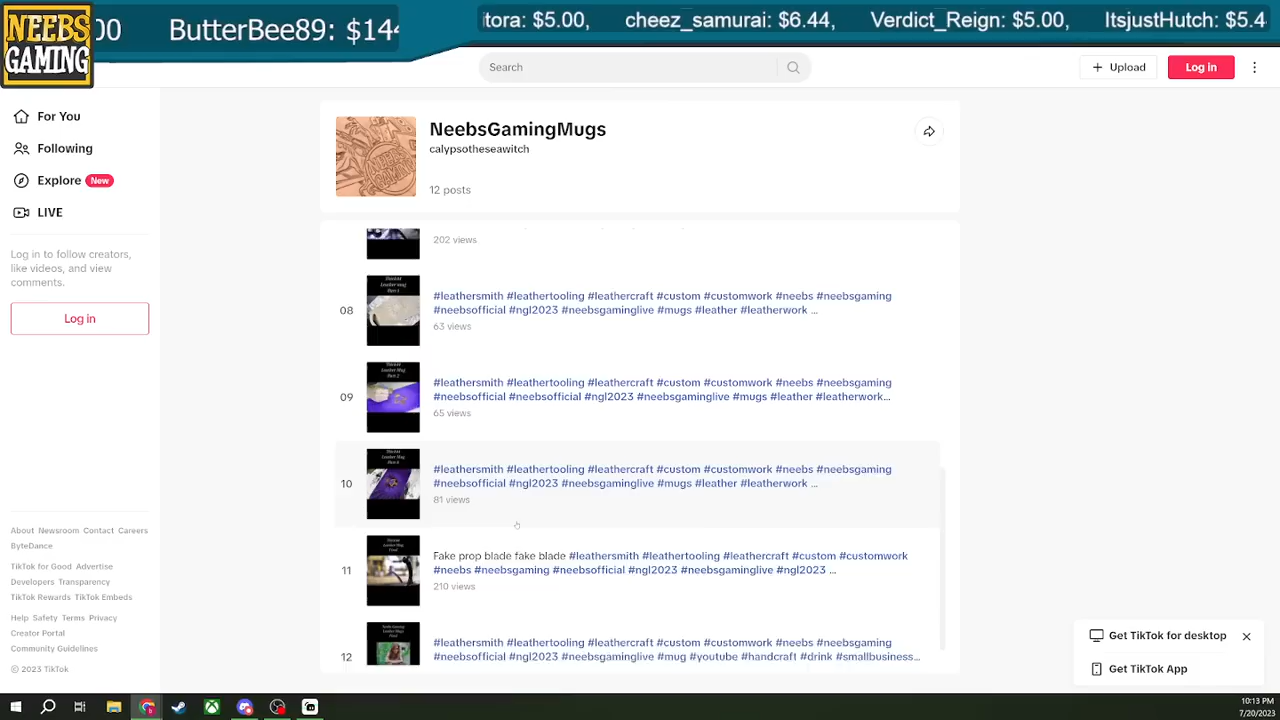 NEEBS
GAMING
00 ButterBee89: $144
itora: $5.00, cheez_samurai: $6.44, Verdict_Reign: $5.00, ItsjustHutch: $5.4
Search
Upload
Log in
For You
Following
Explore New
LIVE
Log in to follow creators,
like videos, and view
comments.
Log in
About Newsroom Contact Careers
ByteDance
TikTok for Good Advertise
Developers Transparency
TikTok Rewards TikTok Embeds
Help Safety Terms Privacy
Creator Portal
Community Guidelines
© 2023 TikTok
NeebsGamingMugs
calypsotheseawitch
12 posts
202 views
08
#leathersmith #leathertooling #leathercraft #custom #customwork #neebs #neebsgaming
#neebsofficial #ngl2023 #neebsgaminglive #mugs #leather #leatherwork ...
63 views
09
#leathersmith #leathertooling #leathercraft #custom #customwork #neebs #neebsgaming
#neebsofficial #neebsofficial #ngl2023 #neebsgaminglive #mugs #leather #leatherwork...
65 views
10
#leathersmith #leathertooling #leathercraft #custom #customwork #neebs #neebsgaming
#neebsofficial #ngl2023 #neebsgaminglive #mugs #leather #leatherwork ...
81 views
11
Fake prop blade fake blade #leathersmith #leathertooling #leathercraft #custom #customwork
#neebs #neebsgaming #neebsofficial #ngl2023 #neebsgaminglive #ngl2023 ...
210 views
12
#leathersmith #leathertooling #leathercraft #custom #customwork #neebs #neebsgaming
#neebsofficial #ngl2023 #neebsgaminglive #mug #youtube #handcraft #drink #smallbusiness...
Get TikTok for desktop
Get TikTok App
10:13 PM
7/20/2023